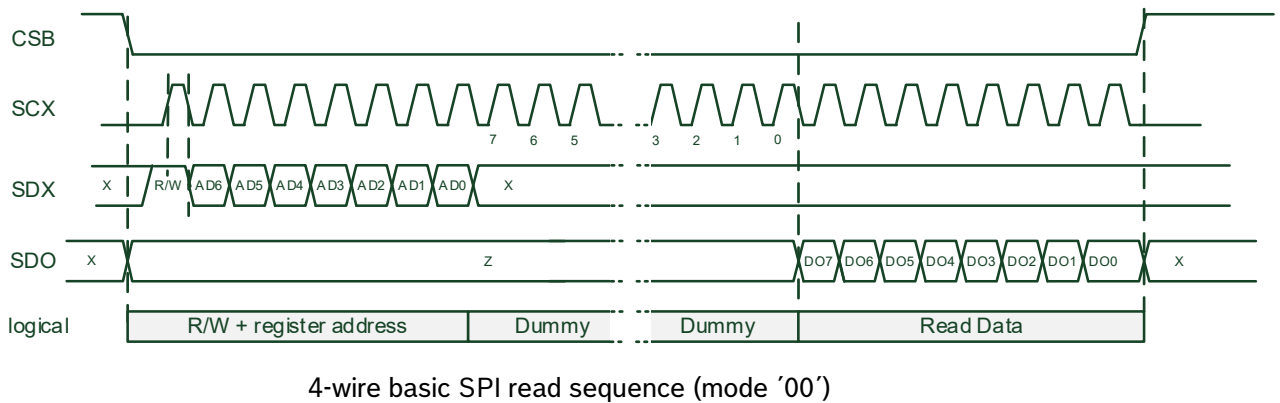 CSB
SCX
7 6 5 3 2 1 0
SDX X R/W AD6 AD5 AD4 AD3 AD2 AD1 AD0 X
SDO X Z DO7 DO6 DO5 DO4 DO3 DO2 DO1 DO0 X
logical R/W + register address Dummy Dummy Read Data
4-wire basic SPI read sequence (mode ´00´)